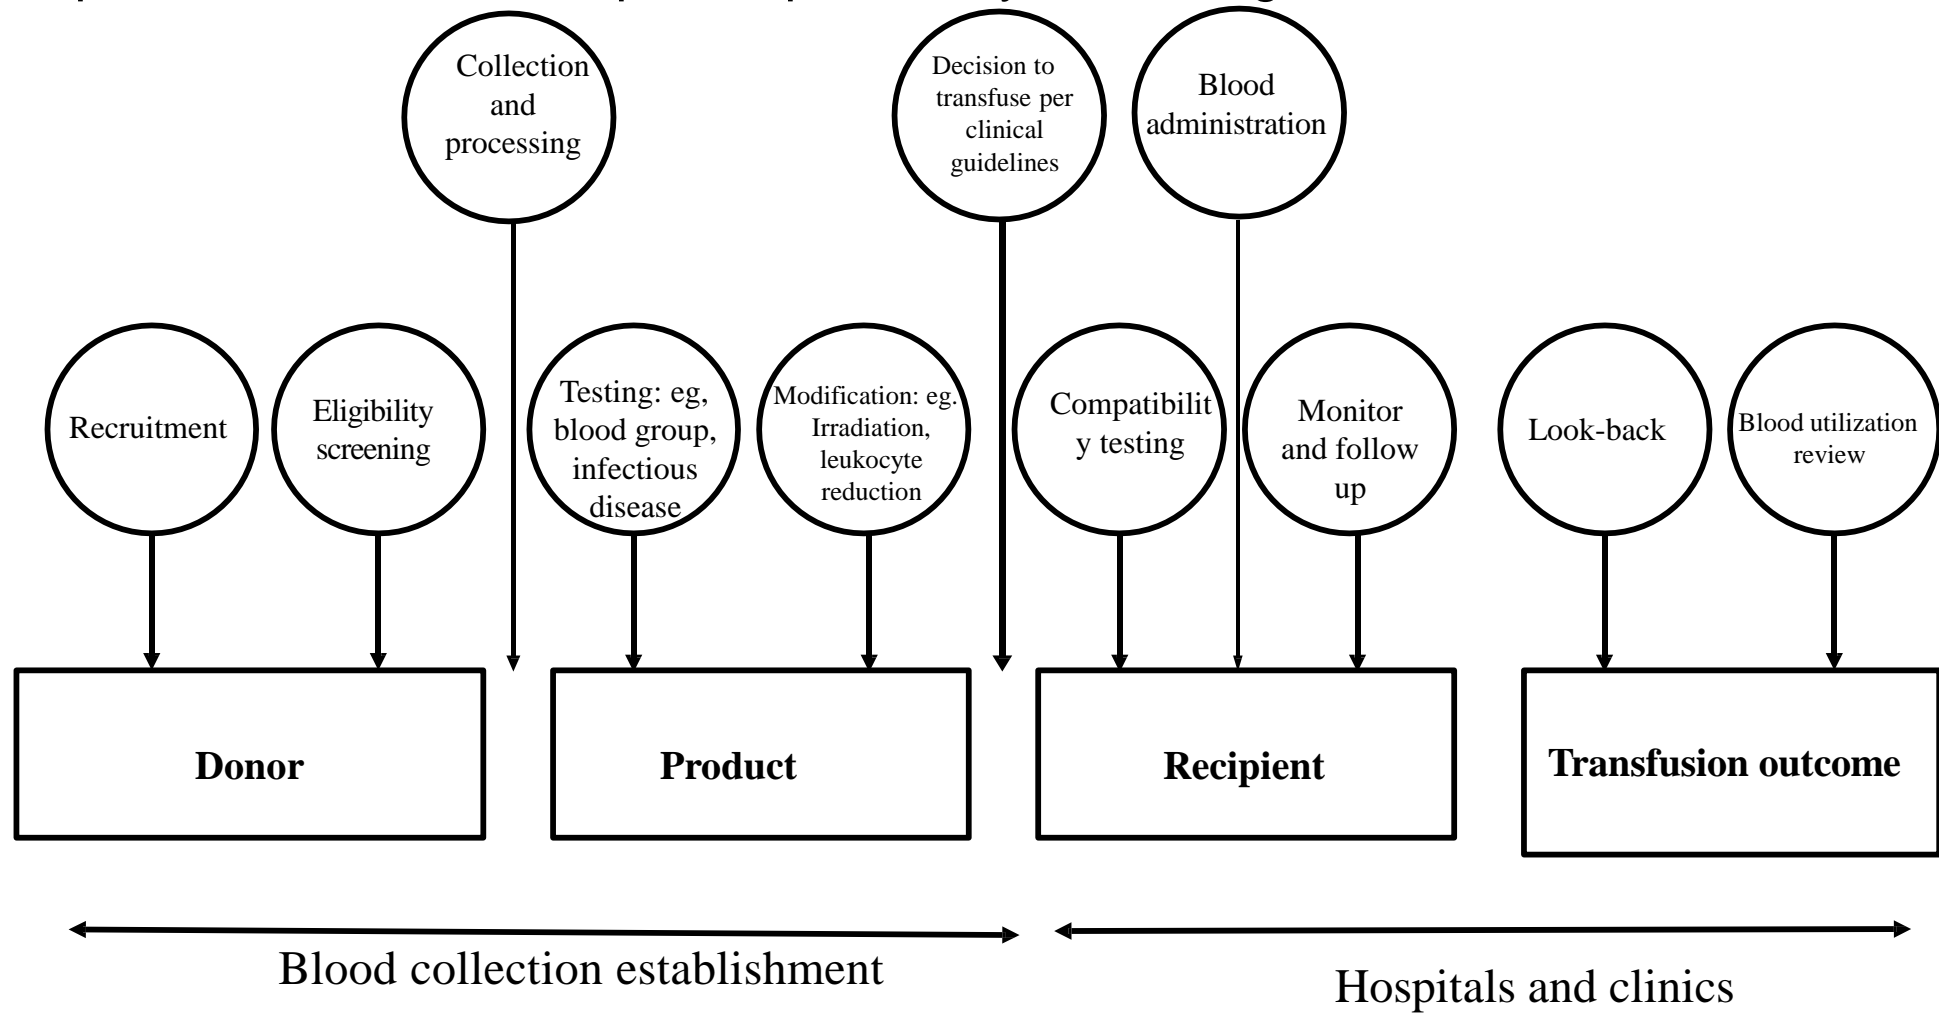 Collection
and
processing
Decision to
transfuse per
clinical
guidelines
Blood
administration
Recruitment
Eligibility
screening
Testing: eg,
blood group,
infectious
disease
Modification: eg.
Irradiation,
leukocyte
reduction
Compatibilit
y testing
Monitor
and follow
up
Look-back
Blood utilization
review
Donor
Product
Recipient
Transfusion outcome
Blood collection establishment
Hospitals and clinics